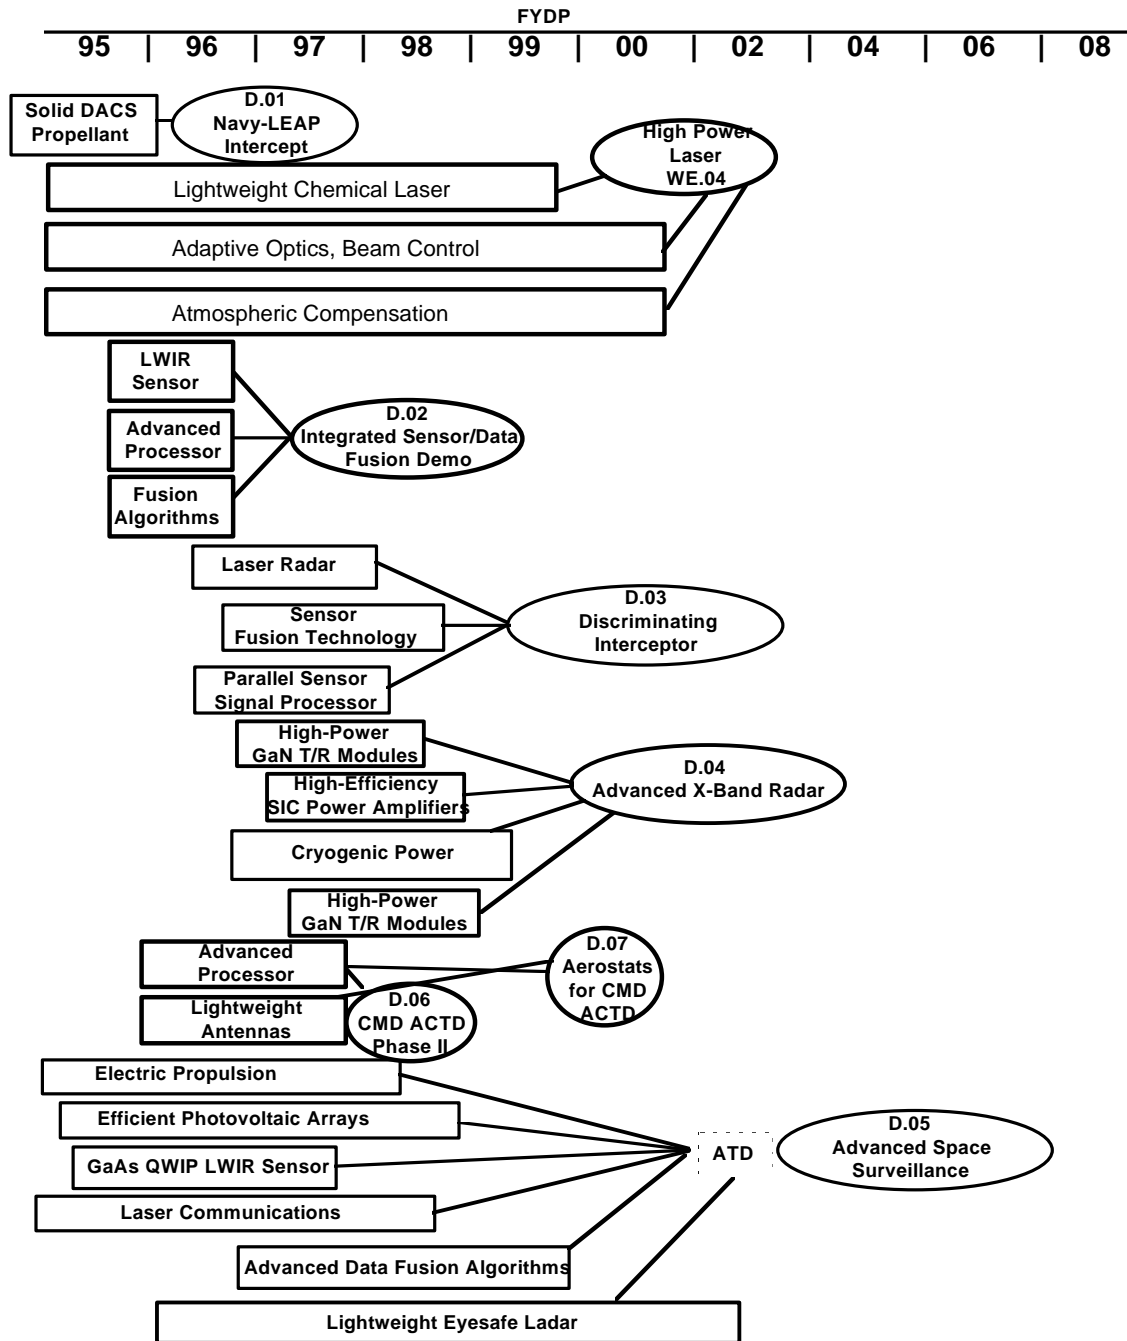 FYDP
95 | 96 | 97 | 98 | 99 | 00 | 02 | 04 | 06 | 08
Solid DACS
Propellant
D.01
Navy-LEAP
Intercept
High Power
Laser
WE.04
Lightweight Chemical Laser
Adaptive Optics, Beam Control
Atmospheric Compensation
LWIR
Sensor
Advanced
Processor
Fusion
Algorithms
D.02
Integrated Sensor/Data
Fusion Demo
Laser Radar
Sensor
Fusion Technology
Parallel Sensor
Signal Processor
D.03
Discriminating
Interceptor
High-Power
GaN T/R Modules
High-Efficiency
SIC Power Amplifiers
Cryogenic Power
High-Power
GaN T/R Modules
D.04
Advanced X-Band Radar
Advanced
Processor
Lightweight
Antennas
D.06
CMD ACTD
Phase II
D.07
Aerostats
for CMD
ACTD
Electric Propulsion
Efficient Photovoltaic Arrays
GaAs QWIP LWIR Sensor
Laser Communications
Advanced Data Fusion Algorithms
Lightweight Eyesafe Ladar
ATD
D.05
Advanced Space
Surveillance